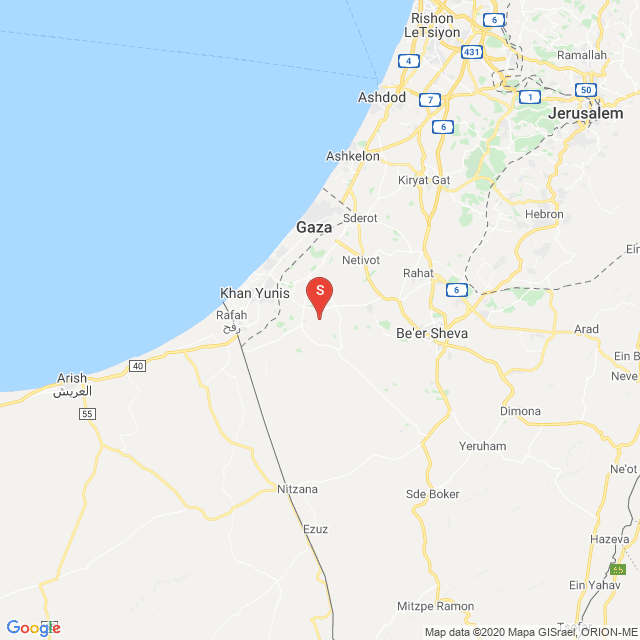 Rishon
LeTsiyon
6
431
4
Ramallah
Ashdod
7
1
50
Jerusalem
6
Ashkelon
Kiryat Gat
Gaza
Sderot
Hebron
Netivot
Rahat
Khan Yunis
S
6
Rafah
رفح
Be'er Sheva
Arad
40
Arish
العريش
55
Ein B
Neve
Dimona
Yeruham
Ne'ot
Nitzana
Sde Boker
Ezuz
Hazeva
65
Ein Yahav
Mitzpe Ramon
Google
Map data ©2020 Mapa GISrael, ORION-ME